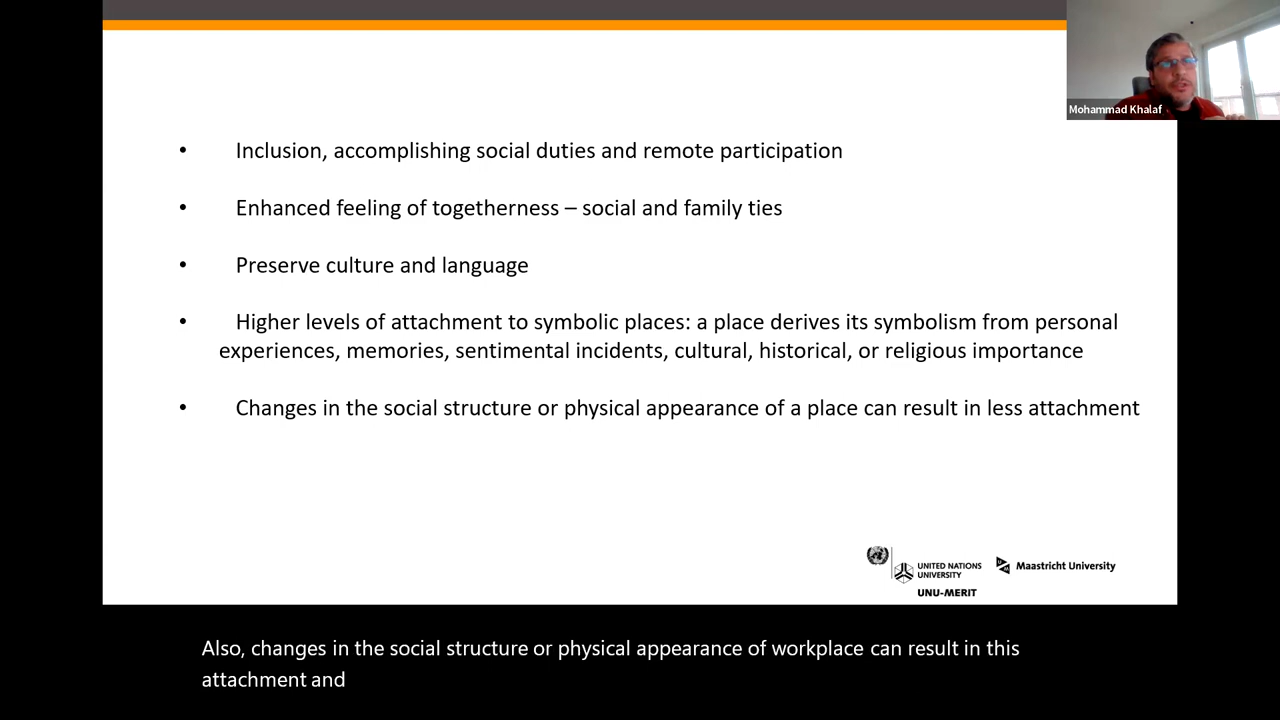 Mohammad Khalaf
• Inclusion, accomplishing social duties and remote participation
• Enhanced feeling of togetherness – social and family ties
• Preserve culture and language
• Higher levels of attachment to symbolic places: a place derives its symbolism from personal
experiences, memories, sentimental incidents, cultural, historical, or religious importance
• Changes in the social structure or physical appearance of a place can result in less attachment
UNITED NATIONS
UNIVERSITY
UNU-MERIT
Maastricht University
Also, changes in the social structure or physical appearance of workplace can result in this
attachment and